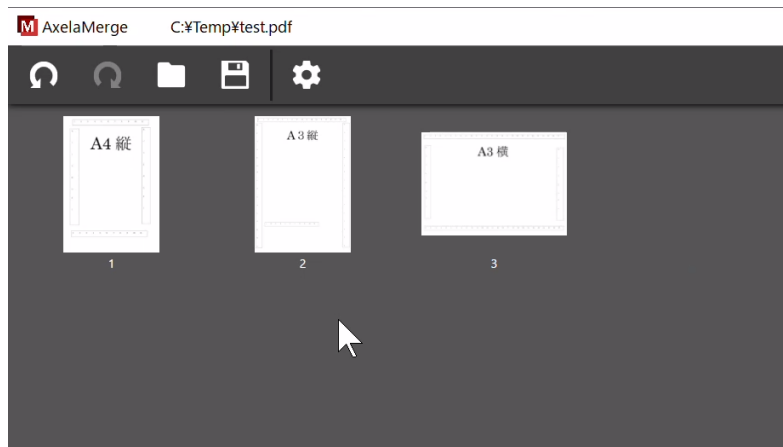 M AxelaMerge C:¥Temp¥test.pdf
A4 縦
A3 縦
A3 横
1
2
3